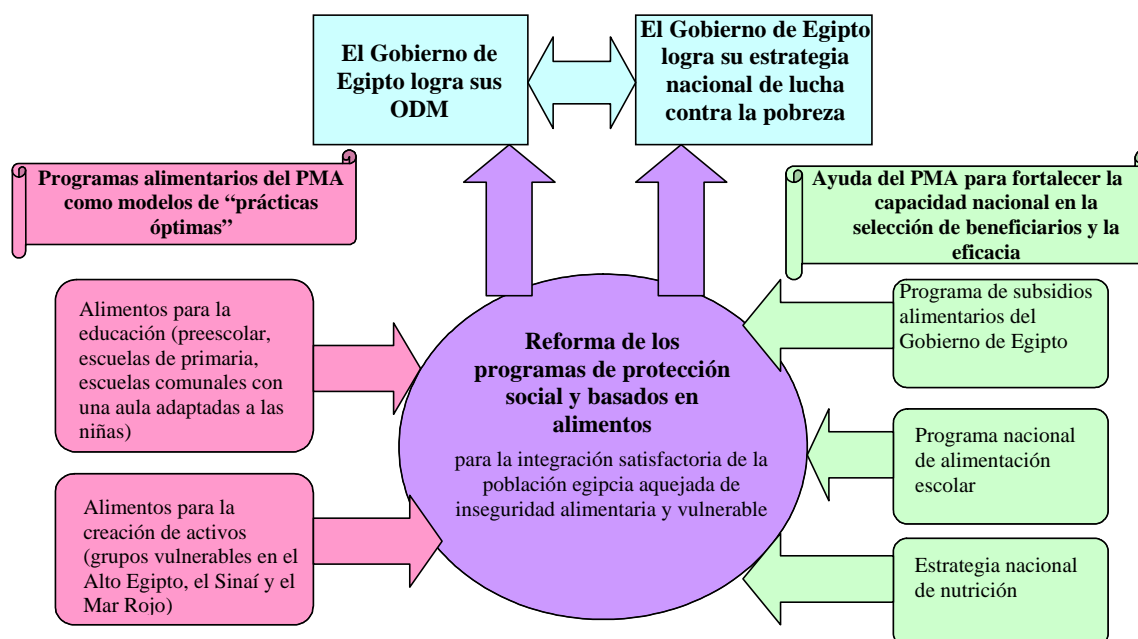 El Gobierno de
Egipto logra sus
ODM
El Gobierno de Egipto
logra su estrategia
nacional de lucha
contra la pobreza
Programas alimentarios del PMA
como modelos de “prácticas
óptimas”
Ayuda del PMA para fortalecer la
capacidad nacional en la
selección de beneficiarios y la
eficacia
Alimentos para la
educación (preescolar,
escuelas de primaria,
escuelas comunales con
una aula adaptadas a las
niñas)
Alimentos para la
creación de activos
(grupos vulnerables en el
Alto Egipto, el Sinaí y el
Mar Rojo)
Reforma de los
programas de protección
social y basados en
alimentos
para la integración satisfactoria de la
población egipcia aquejada de
inseguridad alimentaria y vulnerable
Programa de subsidios
alimentarios del
Gobierno de Egipto
Programa nacional
de alimentación
escolar
Estrategia nacional
de nutrición